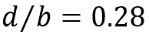 d/b = 0.28